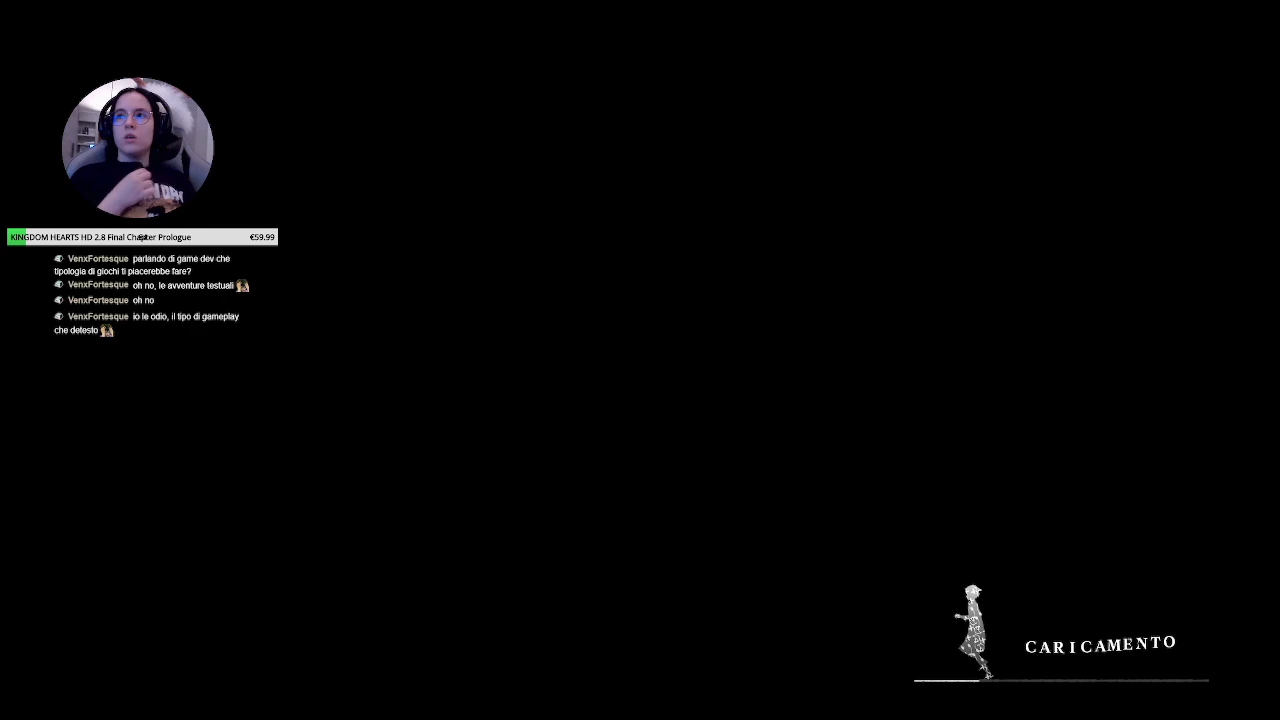 KINGDOM HEARTS HD 2.8 Final Chapter Prologue €59.99
VenxFortesque parlando di game dev che
tipologia di giochi ti piacerebbe fare?
VenxFortesque oh no, le avventure testuali
VenxFortesque oh no
VenxFortesque io le odio, il tipo di gameplay
che detesto
CARICAMENTO